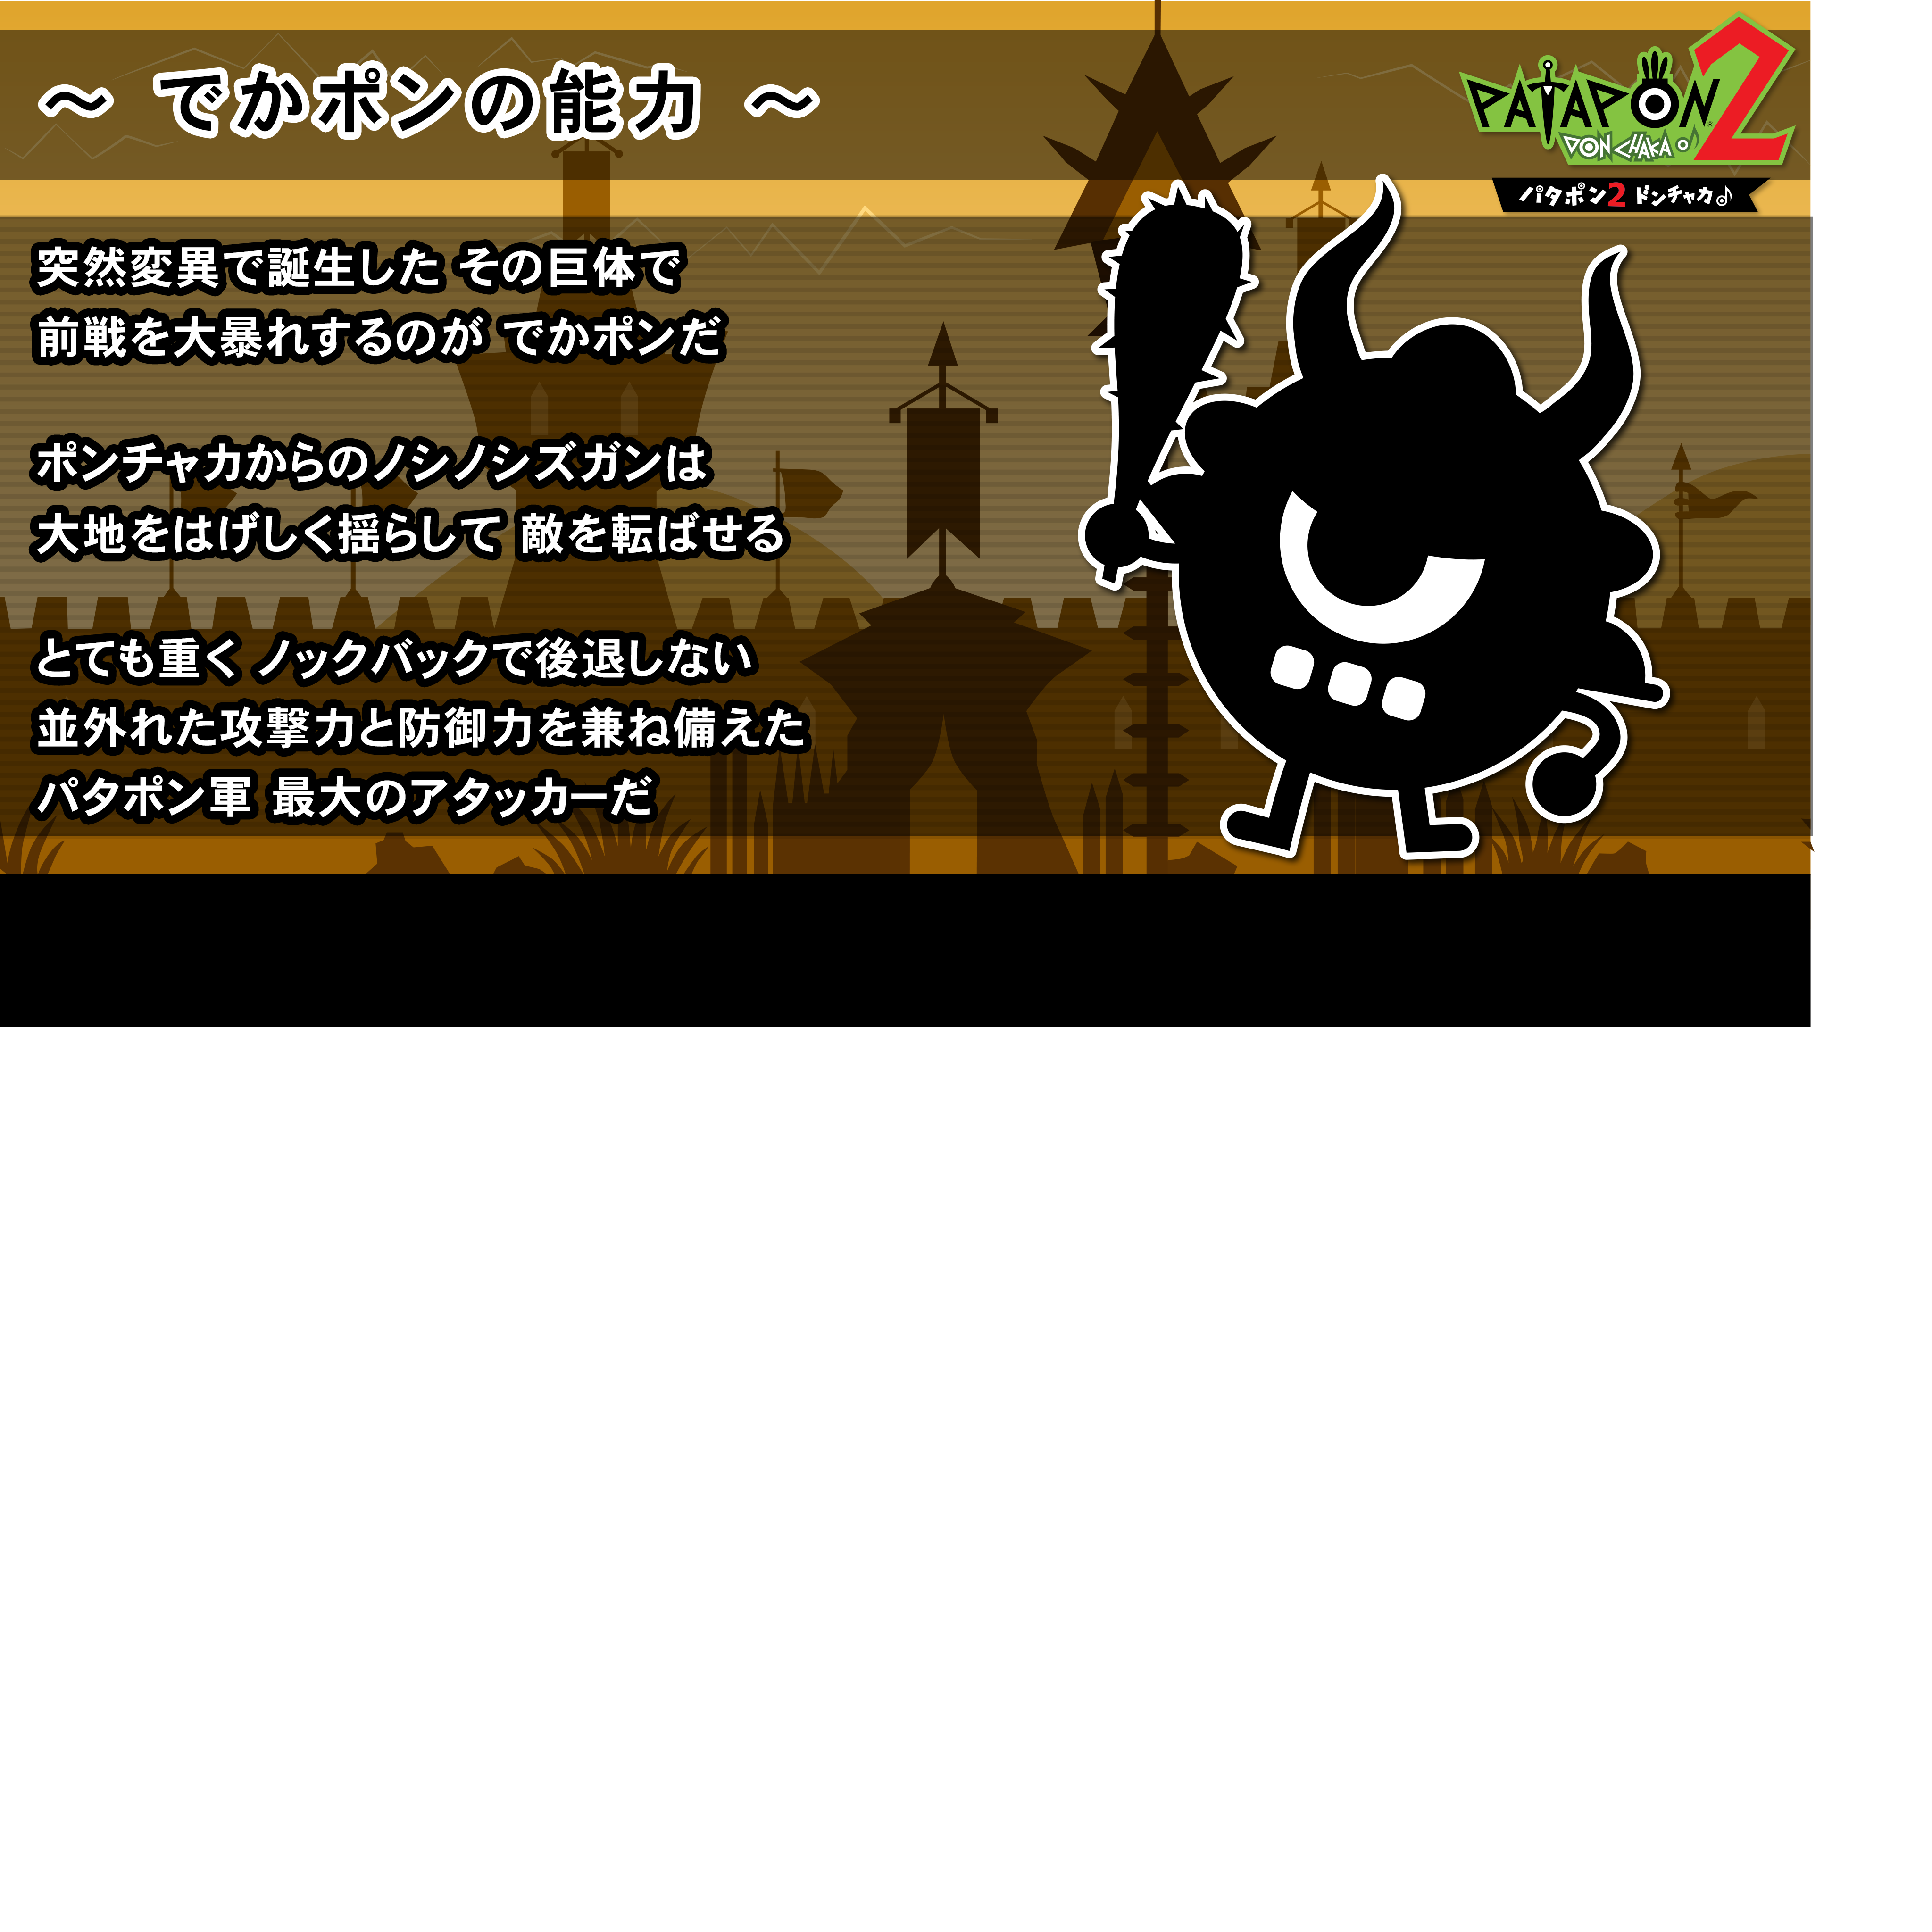 ～ でかポンの能力 ～
PATAPON 2
DON CHAKA♪
パタポン2 ドンチャカ♪
突然変異で誕生した その巨体で
前戦を大暴れするのが でかポンだ
ポンチャカからのノシノシズガンは
大地をはげしく揺らして 敵を転ばせる
とても重く ノックバックで後退しない
並外れた攻撃力と防御力を兼ね備えた
パタポン軍 最大のアタッカーだ